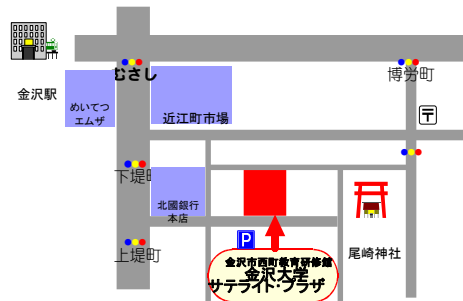 むさし
博労町
金沢駅
めいてつ
エムザ
近江町市場
〒
下堤町
北國銀行
本店
上堤町
P
尾崎神社
金沢市西町教育研修館
金沢大学
サテライト・プラザ